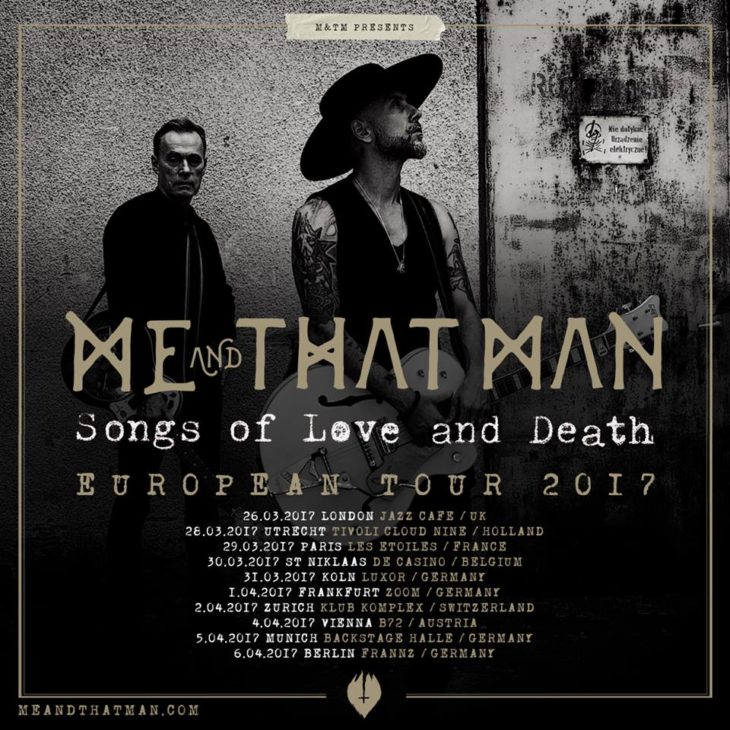 M&TM PRESENTS
Nie dotykać!
Urządzenie
elektryczne!
ME AND THAT MAN
Songs of Love and Death
EUROPEAN TOUR 2017
26.03.2017 LONDON JAZZ CAFE / UK
28.03.2017 UTRECHT TIVOLI CLOUD NINE / HOLLAND
29.03.2017 PARIS LES ETOILES / FRANCE
30.03.2017 ST NIKLAAS DE CASINO / BELGIUM
31.03.2017 KOLN LUXOR / GERMANY
1.04.2017 FRANKFURT ZOOM / GERMANY
2.04.2017 ZURICH KLUB KOMPLEX / SWITZERLAND
4.04.2017 VIENNA B72 / AUSTRIA
5.04.2017 MUNICH BACKSTAGE HALLE / GERMANY
6.04.2017 BERLIN FRANNZ / GERMANY
MEANDTHATMAN.COM